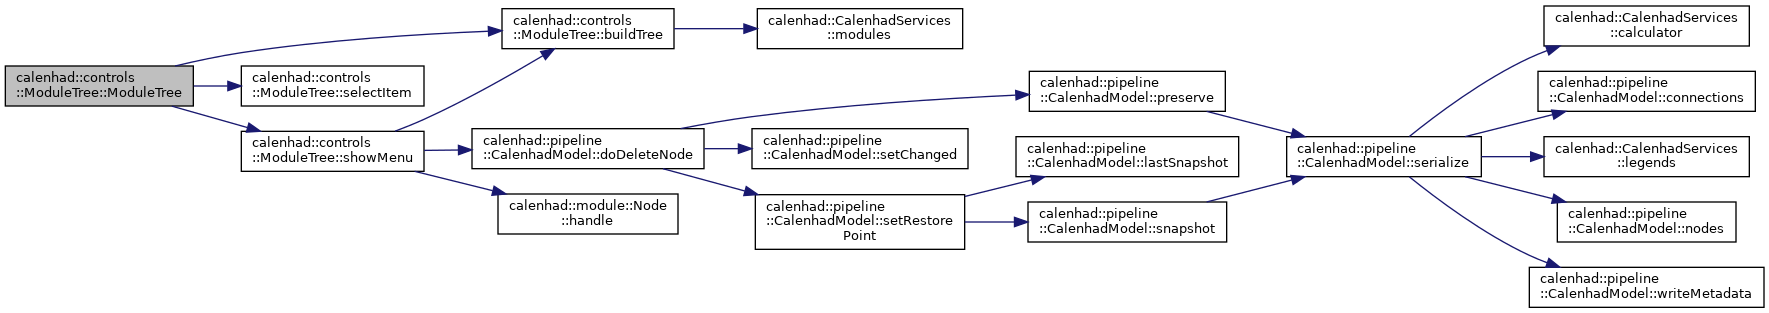 calenhad::controls
::ModuleTree::ModuleTree
calenhad::controls
::ModuleTree::buildTree
calenhad::CalenhadServices
::modules
calenhad::controls
::ModuleTree::selectItem
calenhad::controls
::ModuleTree::showMenu
calenhad::pipeline
::CalenhadModel::doDeleteNode
calenhad::module::Node
::handle
calenhad::pipeline
::CalenhadModel::preserve
calenhad::pipeline
::CalenhadModel::setChanged
calenhad::pipeline
::CalenhadModel::setRestore
Point
calenhad::pipeline
::CalenhadModel::lastSnapshot
calenhad::pipeline
::CalenhadModel::snapshot
calenhad::pipeline
::CalenhadModel::serialize
calenhad::CalenhadServices
::calculator
calenhad::pipeline
::CalenhadModel::connections
calenhad::CalenhadServices
::legends
calenhad::pipeline
::CalenhadModel::nodes
calenhad::pipeline
::CalenhadModel::writeMetadata